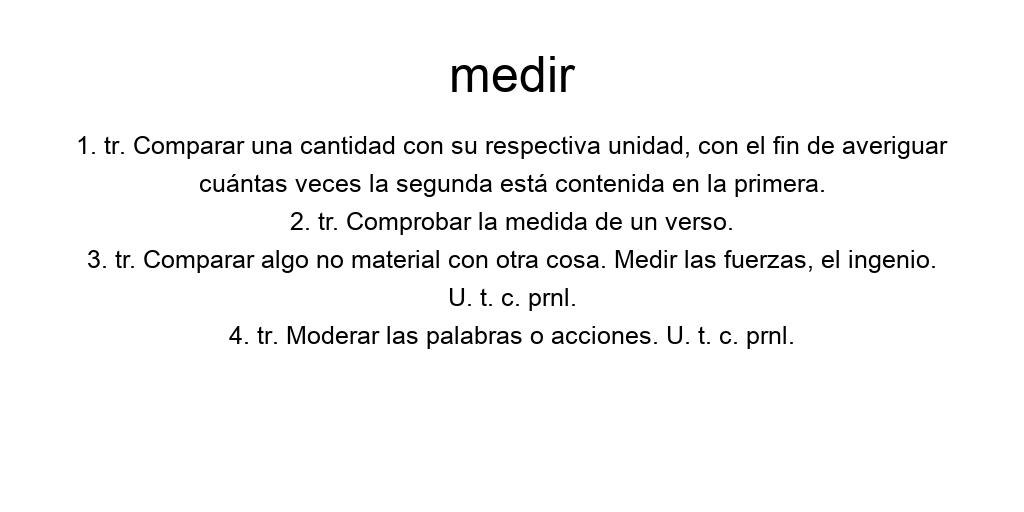 medir
1. tr. Comparar una cantidad con su respectiva unidad, con el fin de averiguar
cuántas veces la segunda está contenida en la primera.
2. tr. Comprobar la medida de un verso.
3. tr. Comparar algo no material con otra cosa. Medir las fuerzas, el ingenio.
U. t. c. prnl.
4. tr. Moderar las palabras o acciones. U. t. c. prnl.